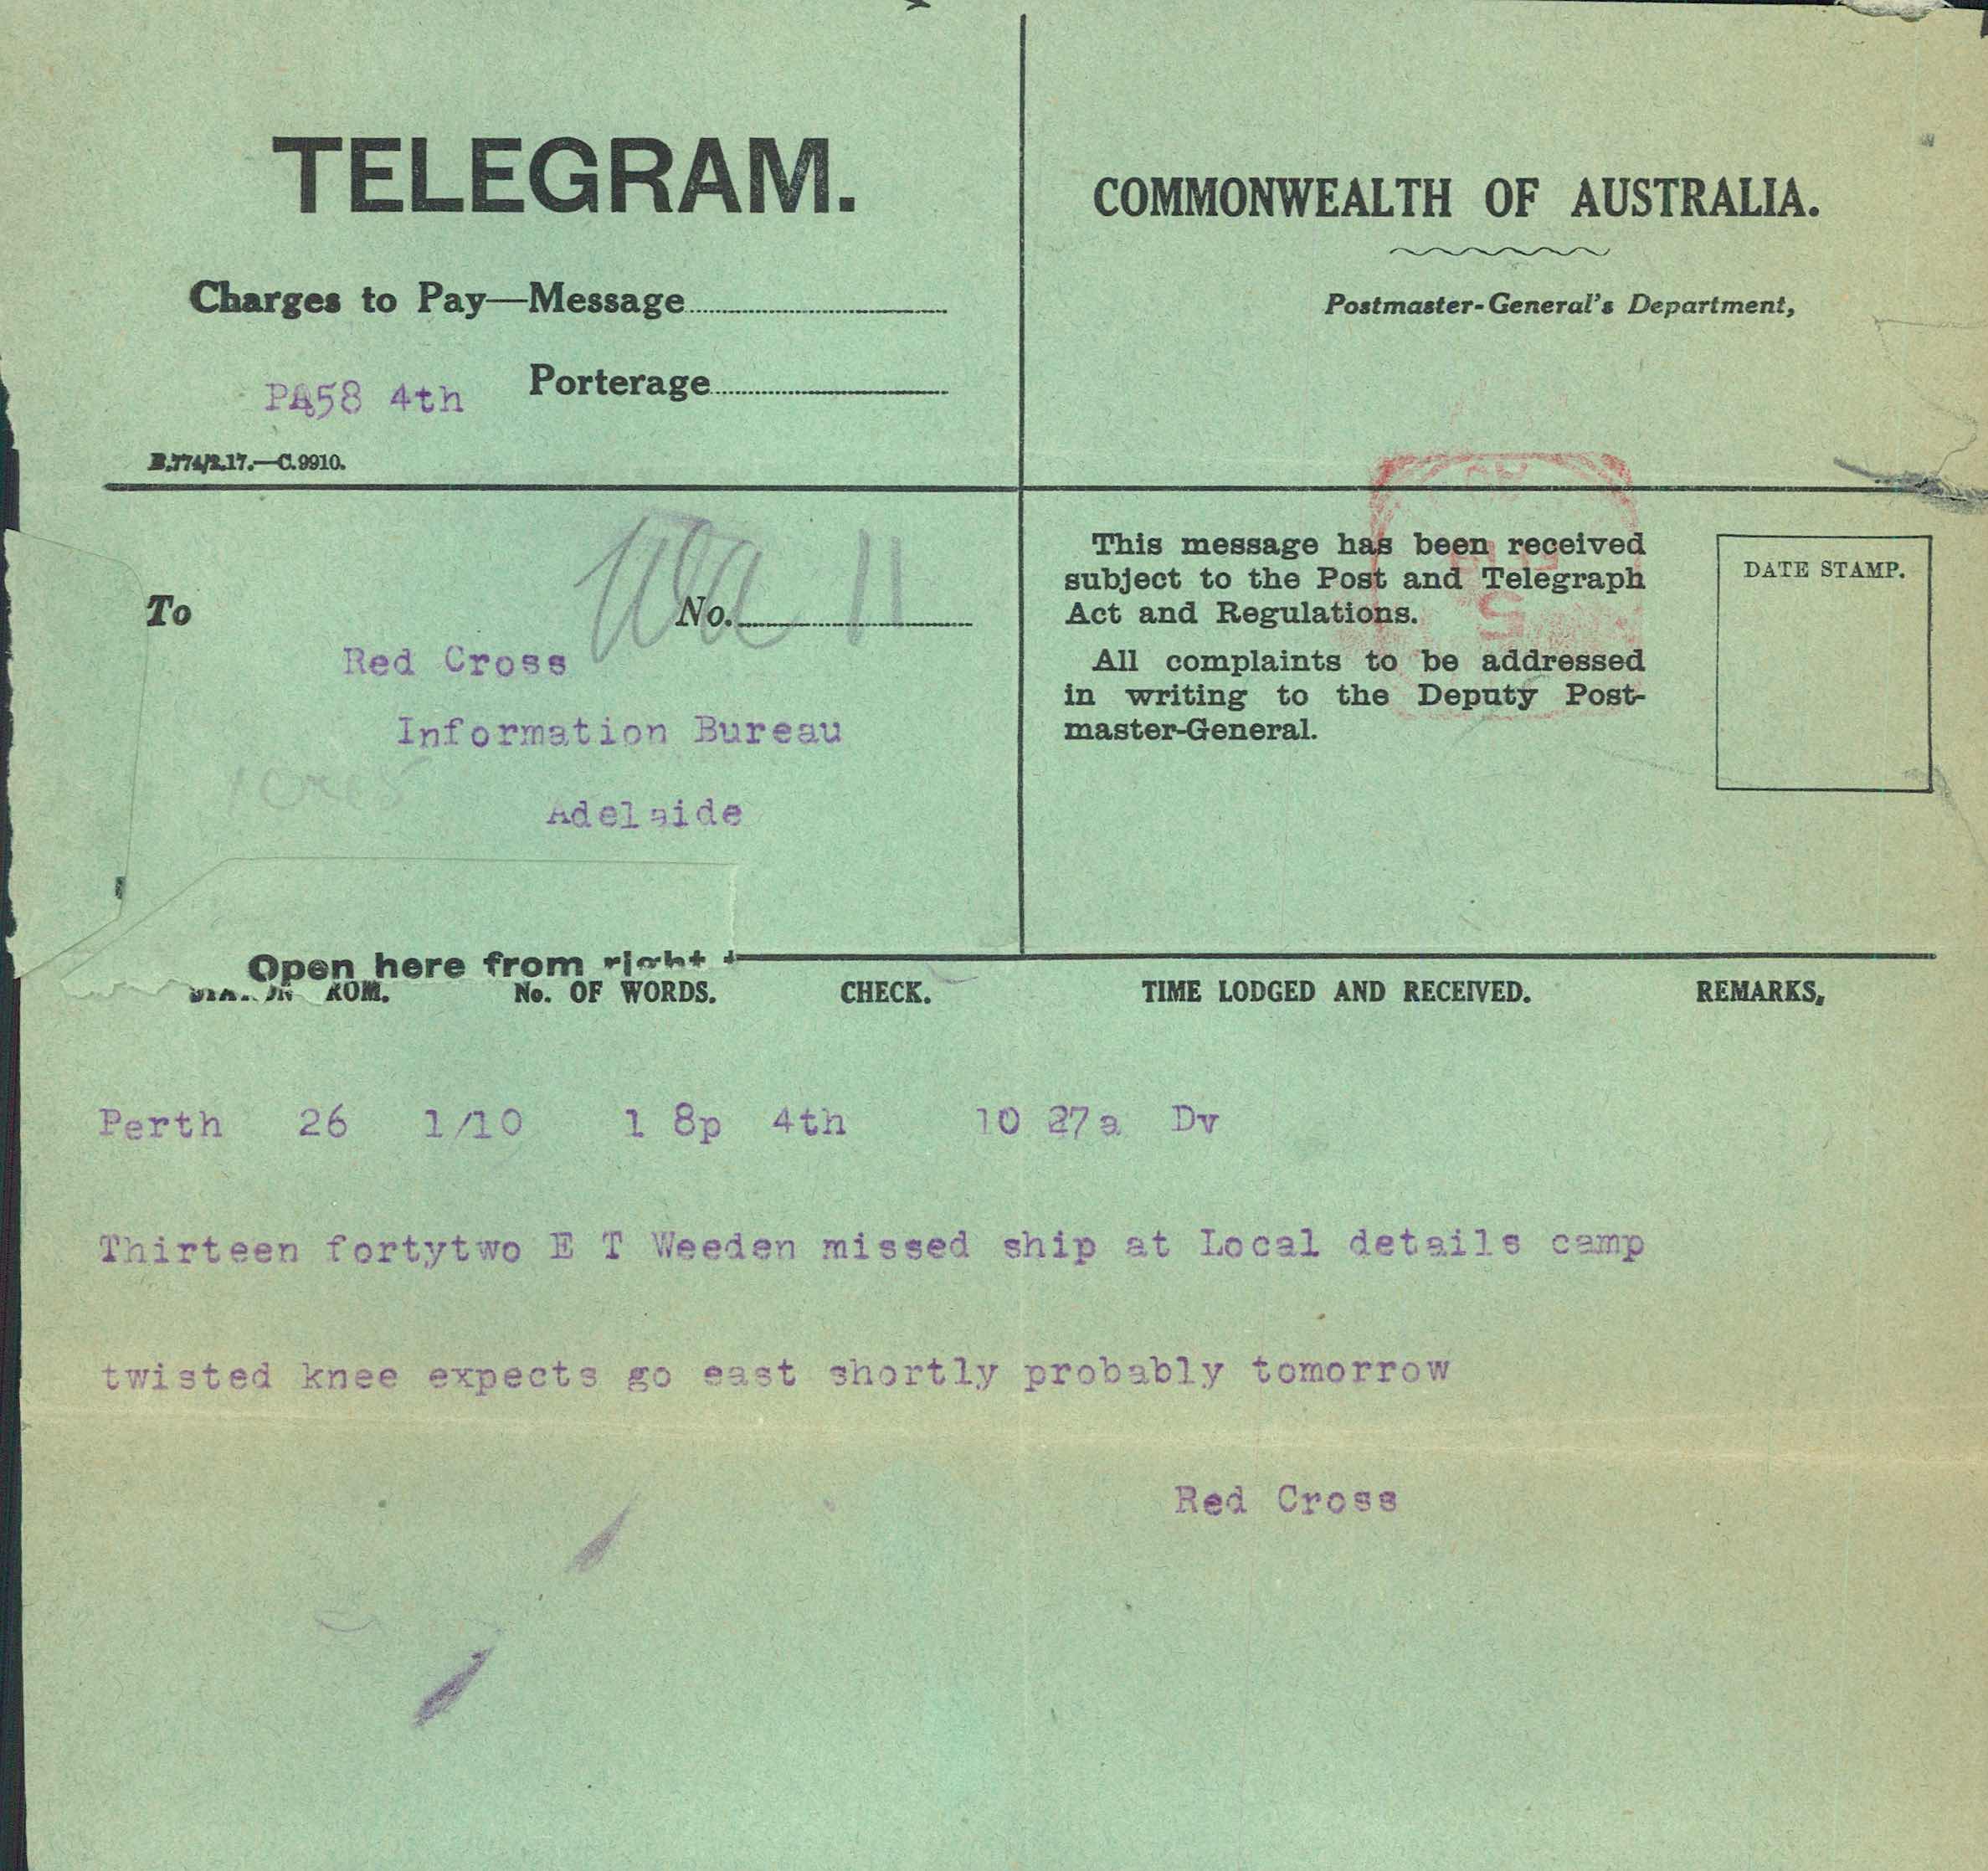 TELEGRAM.
Charges to Pay—Message
Porterage
PA58 4th
B.774/2.17.—C.9910.
COMMONWEALTH OF AUSTRALIA.
Postmaster-General's Department,
To
No.
11
Red Cross
Information Bureau
Adelaide
This message has been received
subject to the Post and Telegraph
Act and Regulations.
All complaints to be addressed
in writing to the Deputy Post-
master-General.
DATE STAMP.
Open here from right
No. OF WORDS.
CHECK.
TIME LODGED AND RECEIVED.
REMARKS,
Perth 26 1/10 1 8p 4th 10 27a Dv
Thirteen fortytwo E T Weeden missed ship at Local details camp
twisted knee expects go east shortly probably tomorrow
Red Cross